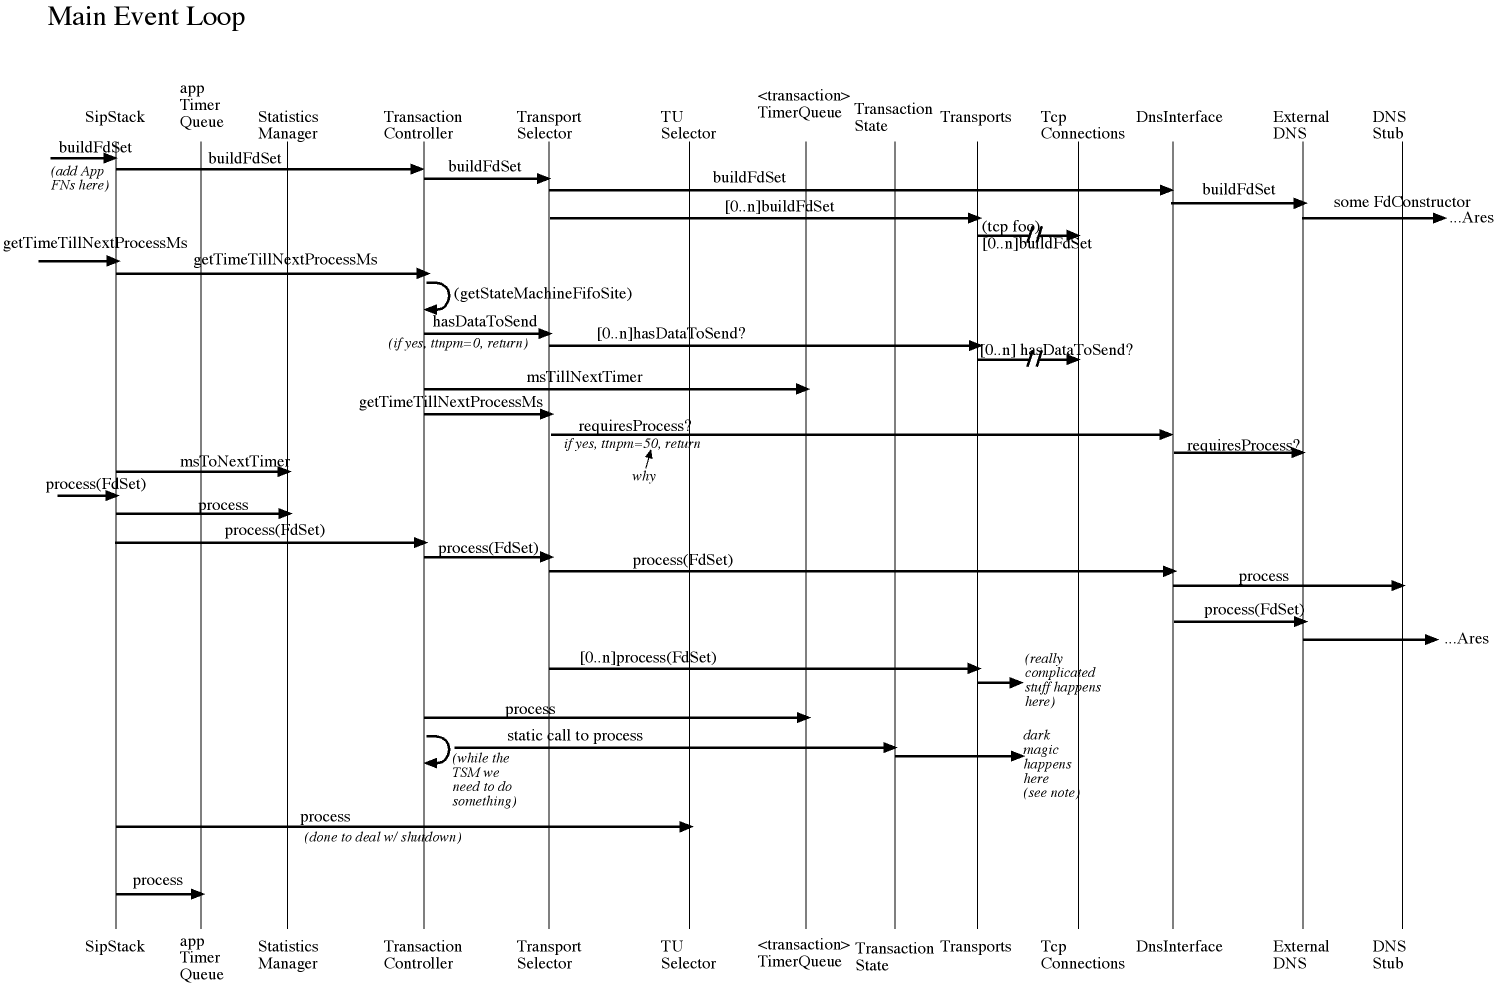 Main Event Loop
SipStack
app
Timer
Queue
Statistics
Manager
Transaction
Controller
Transport
Selector
TU
Selector
<transaction>
TimerQueue
Transaction
State
Transports
Tcp
Connections
DnsInterface
External
DNS
DNS
Stub
buildFdSet
(add App
FNs here)
buildFdSet
buildFdSet
buildFdSet
buildFdSet
some FdConstructor
...Ares
[0..n]buildFdSet
(tcp foo)
[0..n]buildFdSet
getTimeTillNextProcessMs
getTimeTillNextProcessMs
(getStateMachineFifoSite)
hasDataToSend
(if yes, ttnpm=0, return)
[0..n]hasDataToSend?
[0..n] hasDataToSend?
msTillNextTimer
getTimeTillNextProcessMs
requiresProcess?
if yes, ttnpm=50, return
why
requiresProcess?
msToNextTimer
process(FdSet)
process
process(FdSet)
process(FdSet)
process(FdSet)
process
process(FdSet)
...Ares
[0..n]process(FdSet)
(really
complicated
stuff happens
here)
process
static call to process
(while the
TSM we
need to do
something)
dark
magic
happens
here
(see note)
process
(done to deal w/ shutdown)
process
SipStack
app
Timer
Queue
Statistics
Manager
Transaction
Controller
Transport
Selector
TU
Selector
<transaction>
TimerQueue
Transaction
State
Transports
Tcp
Connections
DnsInterface
External
DNS
DNS
Stub